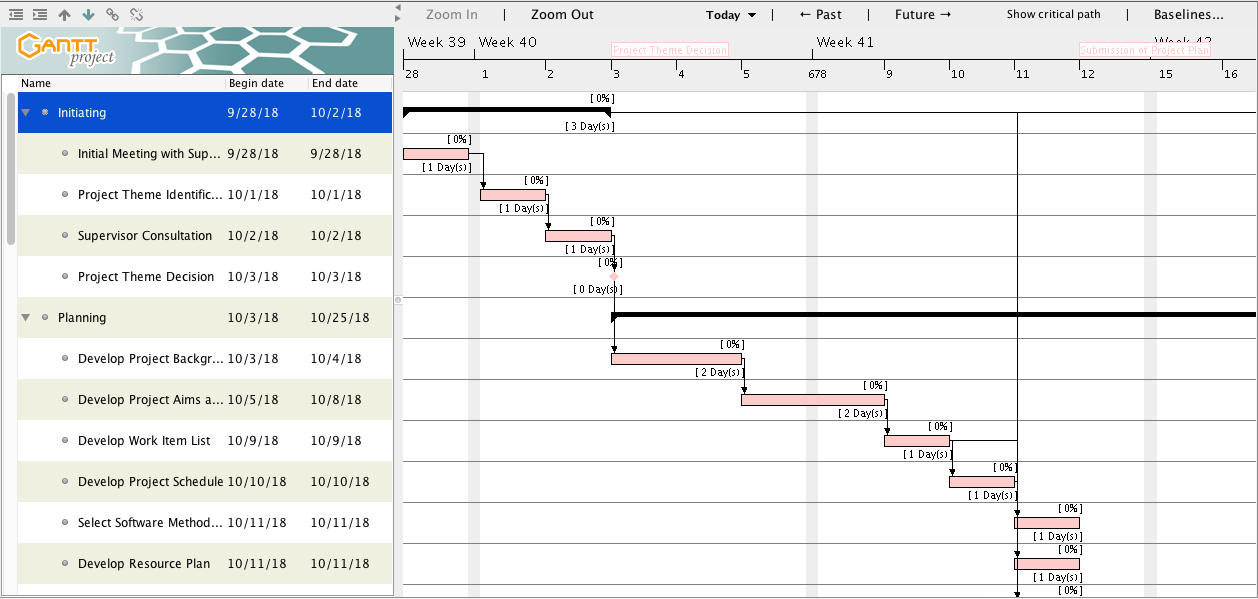 Zoom In | Zoom Out Today | ← Past | Future → Show critical path | Baselines...
GANTT project
Week 39 Week 40 Week 41
Project Theme Decision Submission of Project Plan
28 1 2 3 4 5 678 9 10 11 12 15 16
Name Begin date End date
Initiating 9/28/18 10/2/18 [ 0% ]
[ 3 Day(s) ]
Initial Meeting with Sup... 9/28/18 9/28/18 [ 0% ]
[ 1 Day(s) ]
Project Theme Identific... 10/1/18 10/1/18 [ 0% ]
[ 1 Day(s) ]
Supervisor Consultation 10/2/18 10/2/18 [ 0% ]
[ 1 Day(s) ]
Project Theme Decision 10/3/18 10/3/18 [ 0% ]
[ 0 Day(s) ]
Planning 10/3/18 10/25/18
Develop Project Backgr... 10/3/18 10/4/18 [ 0% ]
[ 2 Day(s) ]
Develop Project Aims a... 10/5/18 10/8/18 [ 0% ]
[ 2 Day(s) ]
Develop Work Item List 10/9/18 10/9/18 [ 0% ]
[ 1 Day(s) ]
Develop Project Schedule 10/10/18 10/10/18 [ 0% ]
[ 1 Day(s) ]
Select Software Method... 10/11/18 10/11/18 [ 0% ]
[ 1 Day(s) ]
Develop Resource Plan 10/11/18 10/11/18 [ 0% ]
[ 1 Day(s) ]
[ 0% ]